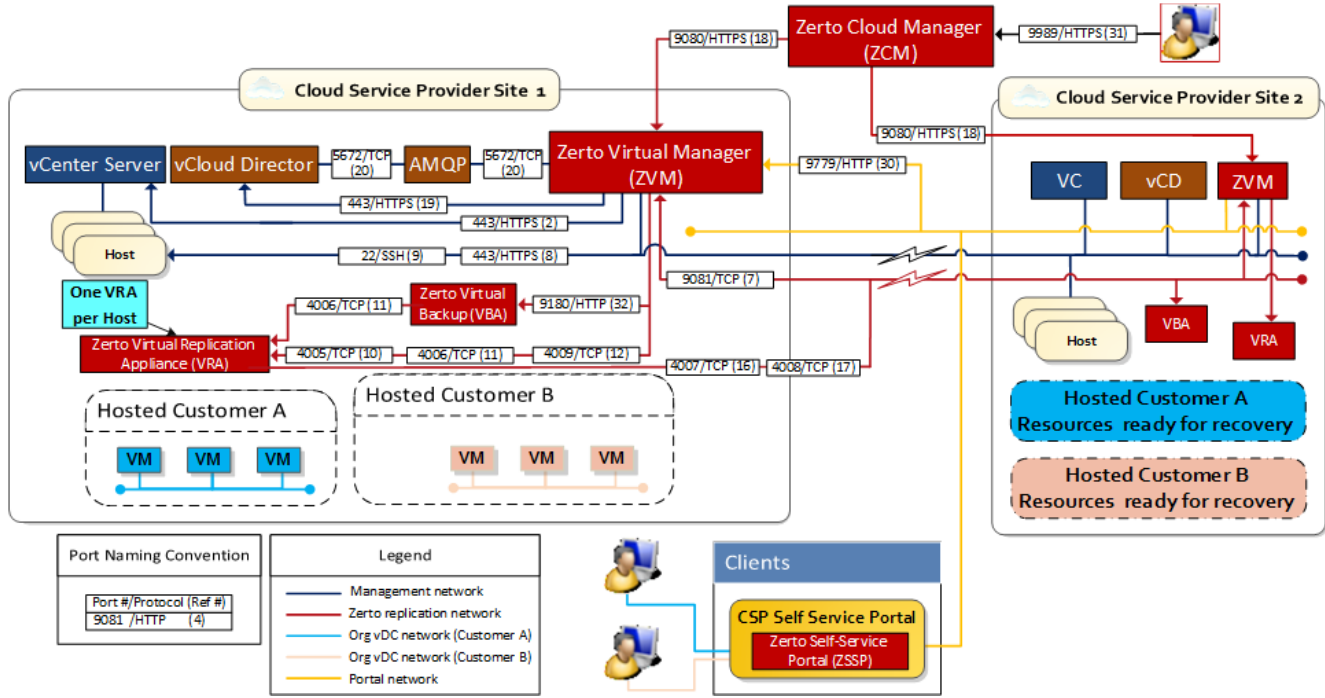 Zerto Cloud Manager
(ZCM)
9080/HTTPS (18)
9989/HTTPS (31)
Cloud Service Provider Site 1
Cloud Service Provider Site 2
9080/HTTPS (18)
vCenter Server
vCloud Director
5672/TCP
(20)
AMQP
5672/TCP
(20)
Zerto Virtual Manager
(ZVM)
9779/HTTP (30)
VC
vCD
ZVM
443/HTTPS (19)
443/HTTPS (2)
Host
22/SSH (9)
443/HTTPS (8)
9081/TCP (7)
One VRA
per Host
4006/TCP (11)
Zerto Virtual
Backup (VBA)
9180/HTTP (32)
Zerto Virtual Replication
Appliance (VRA)
4005/TCP (10)
4006/TCP (11)
4009/TCP (12)
4007/TCP (16)
4008/TCP (17)
Host
VBA
VRA
Hosted Customer A
VM
VM
VM
Hosted Customer B
VM
VM
VM
Hosted Customer A
Resources ready for recovery
Hosted Customer B
Resources ready for recovery
Port Naming Convention
Port #/Protocol (Ref #)
9081 /HTTP (4)
Legend
Management network
Zerto replication network
Org vDC network (Customer A)
Org vDC network (Customer B)
Portal network
Clients
CSP Self Service Portal
Zerto Self-Service
Portal (ZSSP)